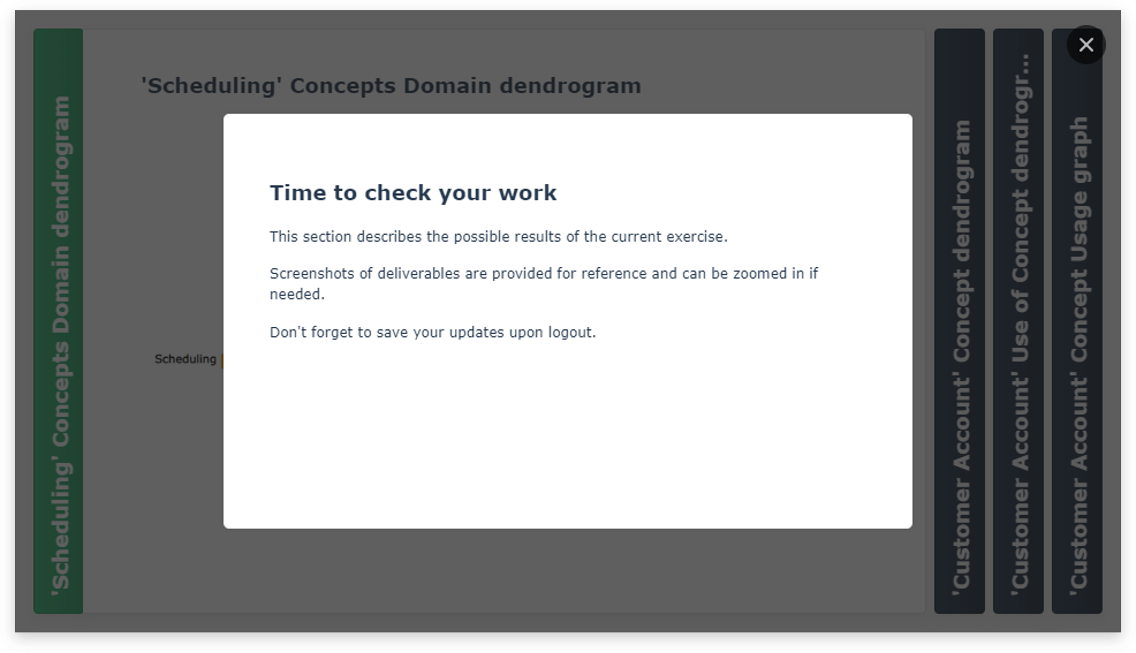 'Scheduling' Concepts Domain dendrogram
'Scheduling' Concepts Domain dendrogram
Time to check your work
This section describes the possible results of the current exercise.
Screenshots of deliverables are provided for reference and can be zoomed in if
needed.
Don't forget to save your updates upon logout.
Scheduling
'Customer Account' Concept dendrogram
'Customer Account' Use of Concept dendrogr...
'Customer Account' Concept Usage graph